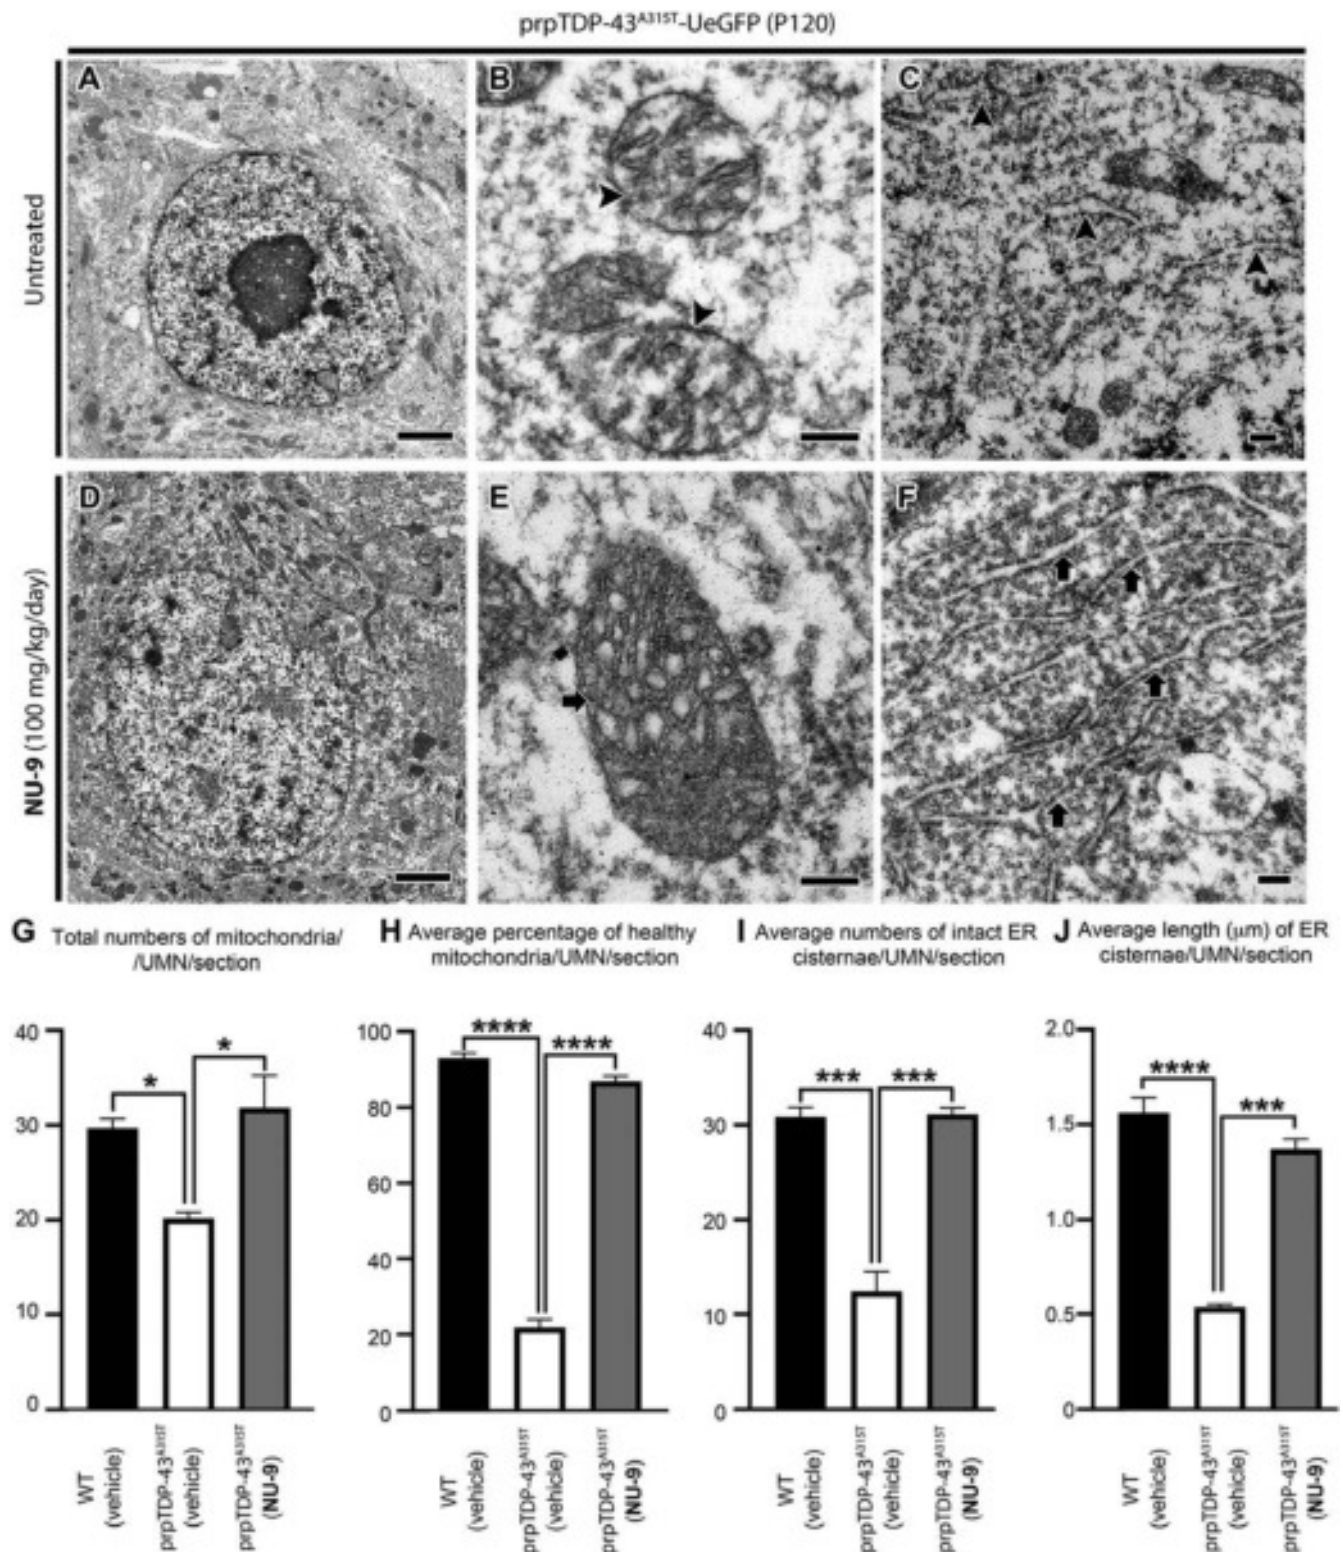 prpTDP-43ᴬ³¹⁵ᵀ-UeGFP (P120)
Untreated
A
B
C
NU-9 (100 mg/kg/day)
D
E
F
G Total numbers of mitochondria/
/UMN/section
H Average percentage of healthy
mitochondria/UMN/section
I Average numbers of intact ER
cisternae/UMN/section
J Average length (μm) of ER
cisternae/UMN/section
40
30
20
10
0
*
*
WT
(vehicle)
prpTDP-43ᴬ³¹⁵ᵀ
(vehicle)
prpTDP-43ᴬ³¹⁵ᵀ
(NU-9)
100
80
60
40
20
0
****
****
WT
(vehicle)
prpTDP-43ᴬ³¹⁵ᵀ
(vehicle)
prpTDP-43ᴬ³¹⁵ᵀ
(NU-9)
40
30
20
10
0
***
***
WT
(vehicle)
prpTDP-43ᴬ³¹⁵ᵀ
(vehicle)
prpTDP-43ᴬ³¹⁵ᵀ
(NU-9)
2.0
1.5
1.0
0.5
0
****
***
WT
(vehicle)
prpTDP-43ᴬ³¹⁵ᵀ
(vehicle)
prpTDP-43ᴬ³¹⁵ᵀ
(NU-9)